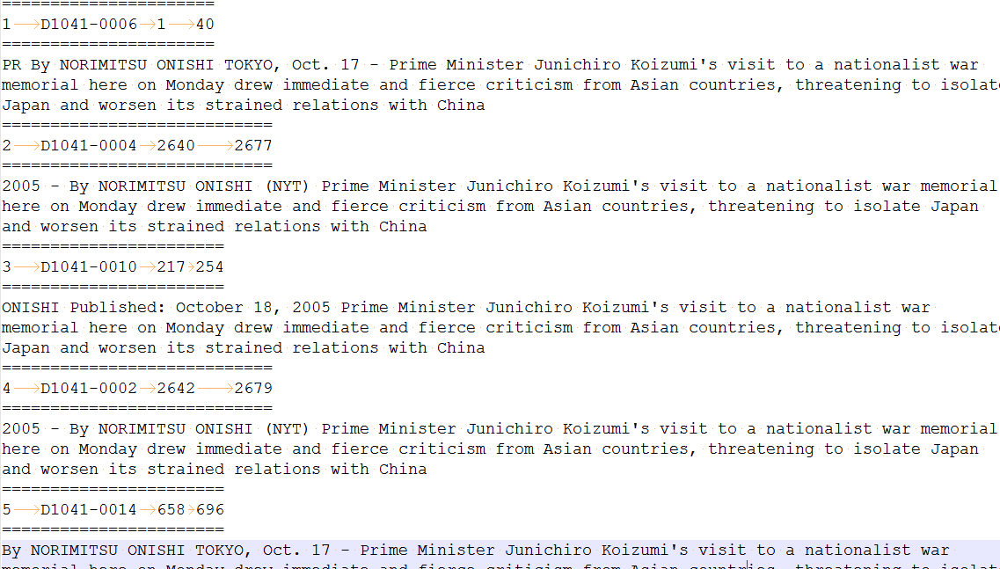 ========================
1 D1041-0006 1 40
======================
PR By NORIMITSU ONISHI TOKYO, Oct. 17 - Prime Minister Junichiro Koizumi's visit to a nationalist war
memorial here on Monday drew immediate and fierce criticism from Asian countries, threatening to isolate
Japan and worsen its strained relations with China
============================
2 D1041-0004 2640 2677
============================
2005 - By NORIMITSU ONISHI (NYT) Prime Minister Junichiro Koizumi's visit to a nationalist war memorial
here on Monday drew immediate and fierce criticism from Asian countries, threatening to isolate Japan
and worsen its strained relations with China
=======================
3 D1041-0010 217 254
=======================
ONISHI Published: October 18, 2005 Prime Minister Junichiro Koizumi's visit to a nationalist war
memorial here on Monday drew immediate and fierce criticism from Asian countries, threatening to isolate
Japan and worsen its strained relations with China
============================
4 D1041-0002 2642 2679
============================
2005 - By NORIMITSU ONISHI (NYT) Prime Minister Junichiro Koizumi's visit to a nationalist war memorial
here on Monday drew immediate and fierce criticism from Asian countries, threatening to isolate Japan
and worsen its strained relations with China
=======================
5 D1041-0014 658 696
=======================
By NORIMITSU ONISHI TOKYO, Oct. 17 - Prime Minister Junichiro Koizumi's visit to a nationalist war
memorial here on Monday drew immediate and fierce criticism from Asian countries, threatening to isolate